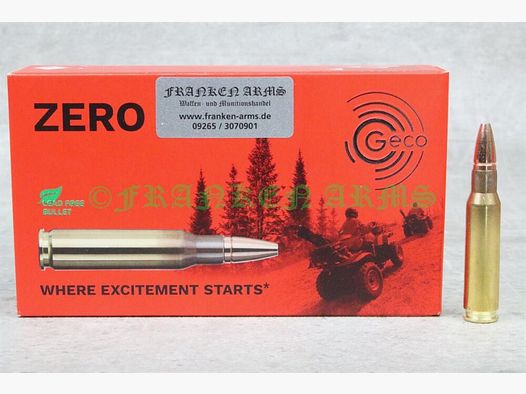 FRANKEN ARMS
Waffen- und Munitionshandel
www.franken-arms.de
09265 / 3070901
ZERO
Geco
LEAD FREE
BULLET
©FRANKEN ARMS
WHERE EXCITEMENT STARTS*